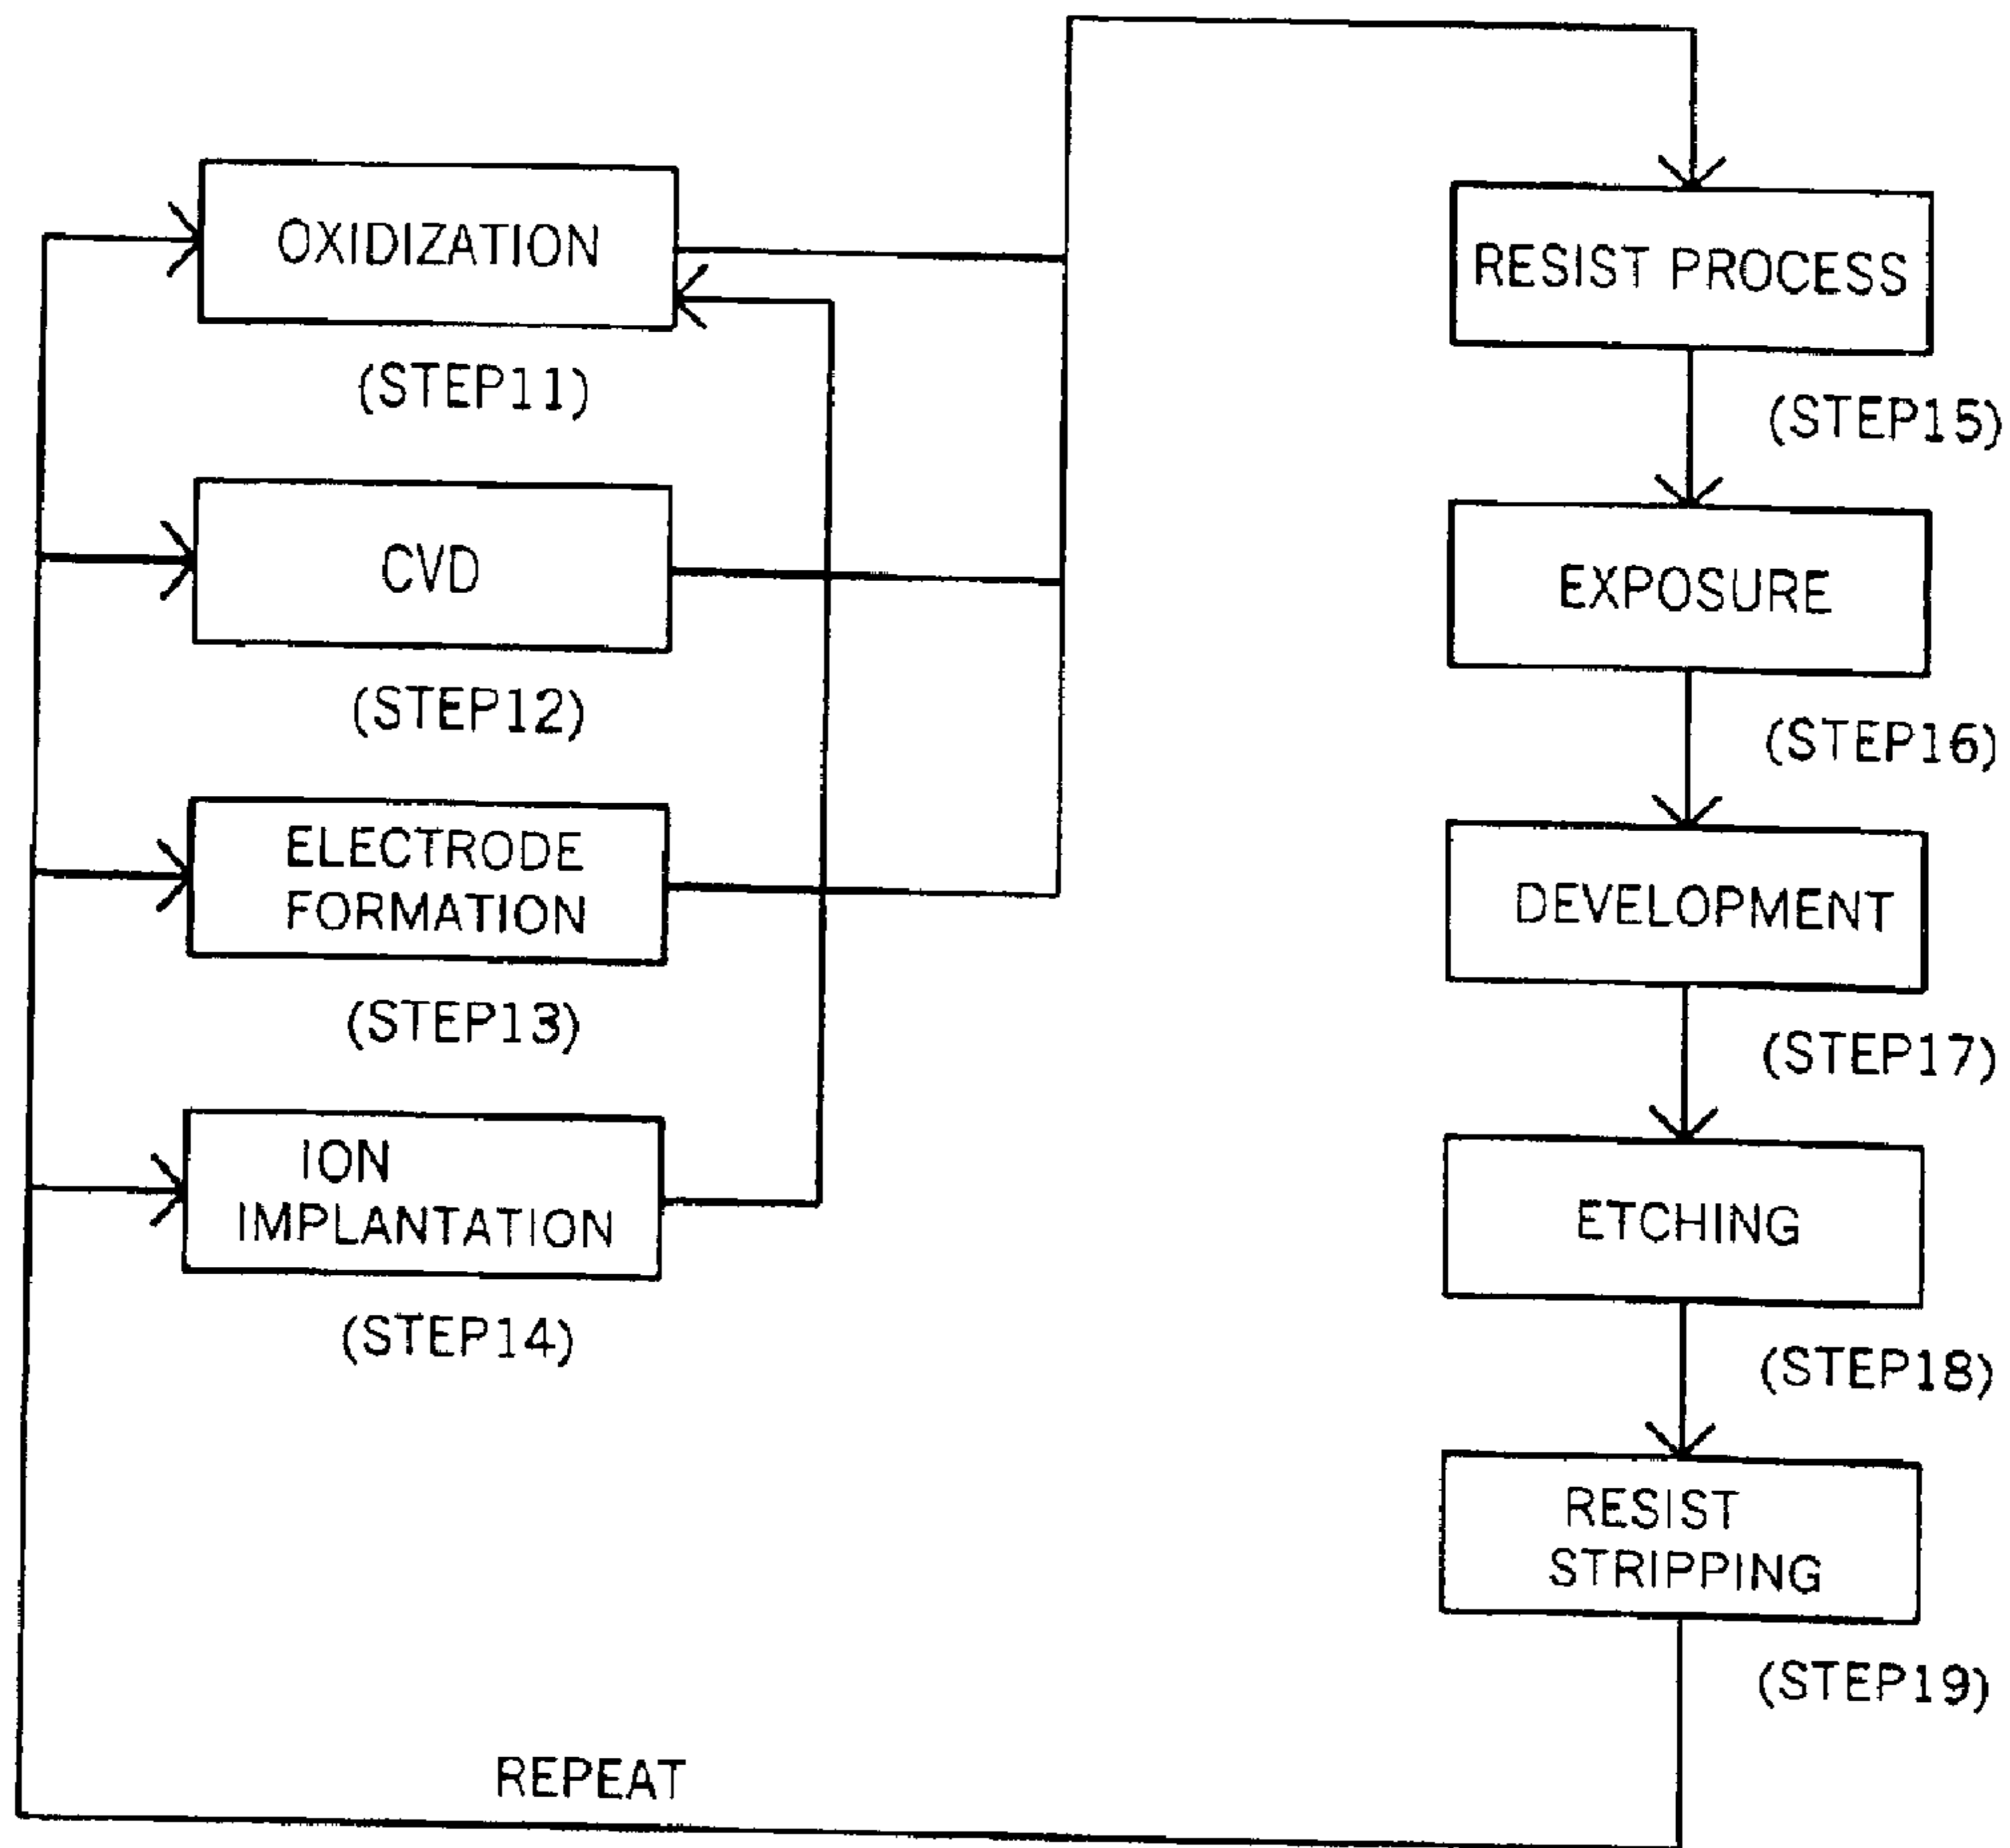 OXIDIZATION
(STEP11)
CVD
(STEP12)
ELECTRODE
FORMATION
(STEP13)
ION
IMPLANTATION
(STEP14)
RESIST PROCESS
(STEP15)
EXPOSURE
(STEP16)
DEVELOPMENT
(STEP17)
ETCHING
(STEP18)
RESIST
STRIPPING
(STEP19)
REPEAT